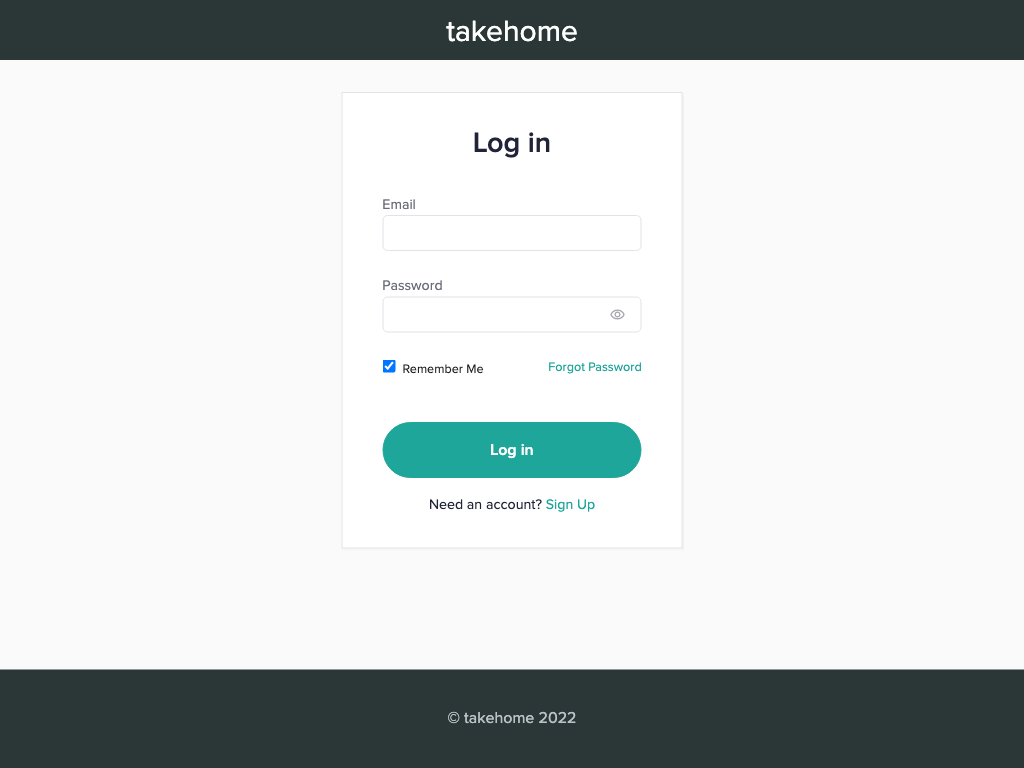 takehome
Log in
Email
Password
Remember Me
Forgot Password
Log in
Need an account? Sign Up
© takehome 2022